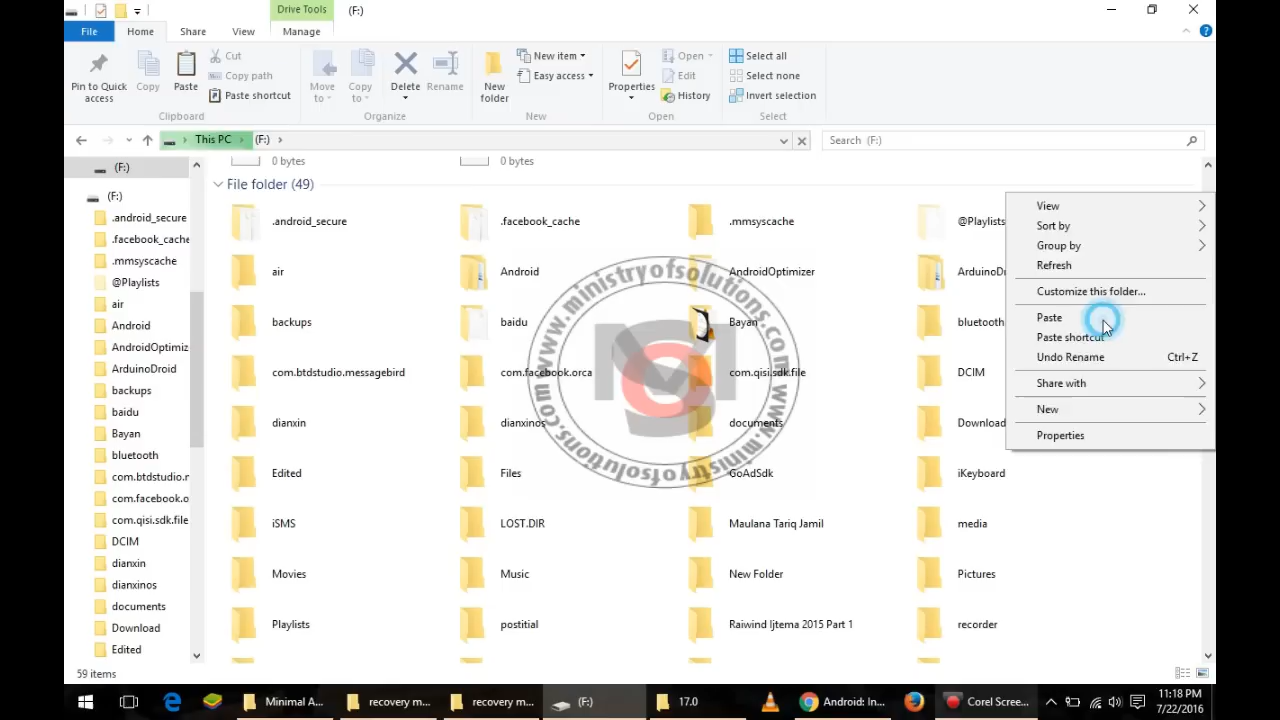 Drive Tools
(F:)
File
Home
Share
View
Manage
Pin to Quick access
Copy
Paste
Cut
Copy path
Paste shortcut
Clipboard
Move to
Copy to
Delete
Rename
Organize
New folder
New item
Easy access
New
Properties
Open
Edit
History
Open
Select all
Select none
Invert selection
Select
This PC
(F:)
Search (F:)
(F:)
(F:)
.android_secure
.facebook_cache
.mmsyscache
@Playlists
air
Android
AndroidOptimiz
ArduinoDroid
backups
baidu
Bayan
bluetooth
com.btdstudio.m
com.facebook.o
com.qisi.sdk.file
DCIM
dianxin
dianxinos
documents
Download
Edited
0 bytes
0 bytes
File folder (49)
.android_secure
.facebook_cache
.mmsyscache
@Playlists
air
Android
AndroidOptimizer
ArduinoDr
backups
baidu
Bayan
bluetooth
com.btdstudio.messagebird
com.facebook.orca
com.qisi.sdk.file
DCIM
dianxin
dianxinos
documents
Download
Edited
Files
GoAdSdk
iKeyboard
iSMS
LOST.DIR
Maulana Tariq Jamil
media
Movies
Music
New Folder
Pictures
Playlists
postitial
Raiwind Ijtema 2015 Part 1
recorder
www.ministryofsolutions.com
www.ministryofsolutions.com
View
Sort by
Group by
Refresh
Customize this folder...
Paste
Paste shortcut
Undo Rename Ctrl+Z
Share with
New
Properties
59 items
Minimal A...
recovery m...
recovery m...
(F:)
17.0
Android: In...
Corel Scree...
11:18 PM
7/22/2016